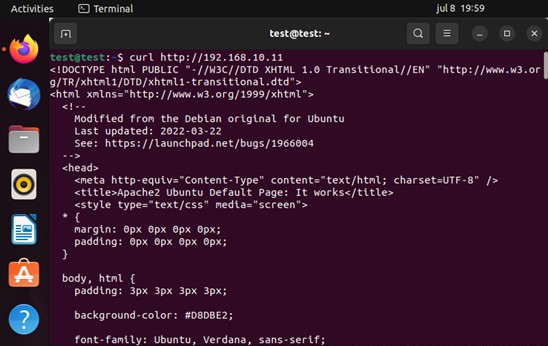 Activities Terminal jul 8 19:59
test@test: ~
test@test:~$ curl http://192.168.10.11
<!DOCTYPE html PUBLIC "-//W3C//DTD XHTML 1.0 Transitional//EN" "http://www.w3.or
g/TR/xhtml1/DTD/xhtml1-transitional.dtd">
<html xmlns="http://www.w3.org/1999/xhtml">
  <!--
    Modified from the Debian original for Ubuntu
    Last updated: 2022-03-22
    See: https://launchpad.net/bugs/1966004
  -->
  <head>
    <meta http-equiv="Content-Type" content="text/html; charset=UTF-8" />
    <title>Apache2 Ubuntu Default Page: It works</title>
    <style type="text/css" media="screen">
  * {
    margin: 0px 0px 0px 0px;
    padding: 0px 0px 0px 0px;
  }

  body, html {
    padding: 3px 3px 3px 3px;

    background-color: #D8DBE2;

    font-family: Ubuntu, Verdana, sans-serif;